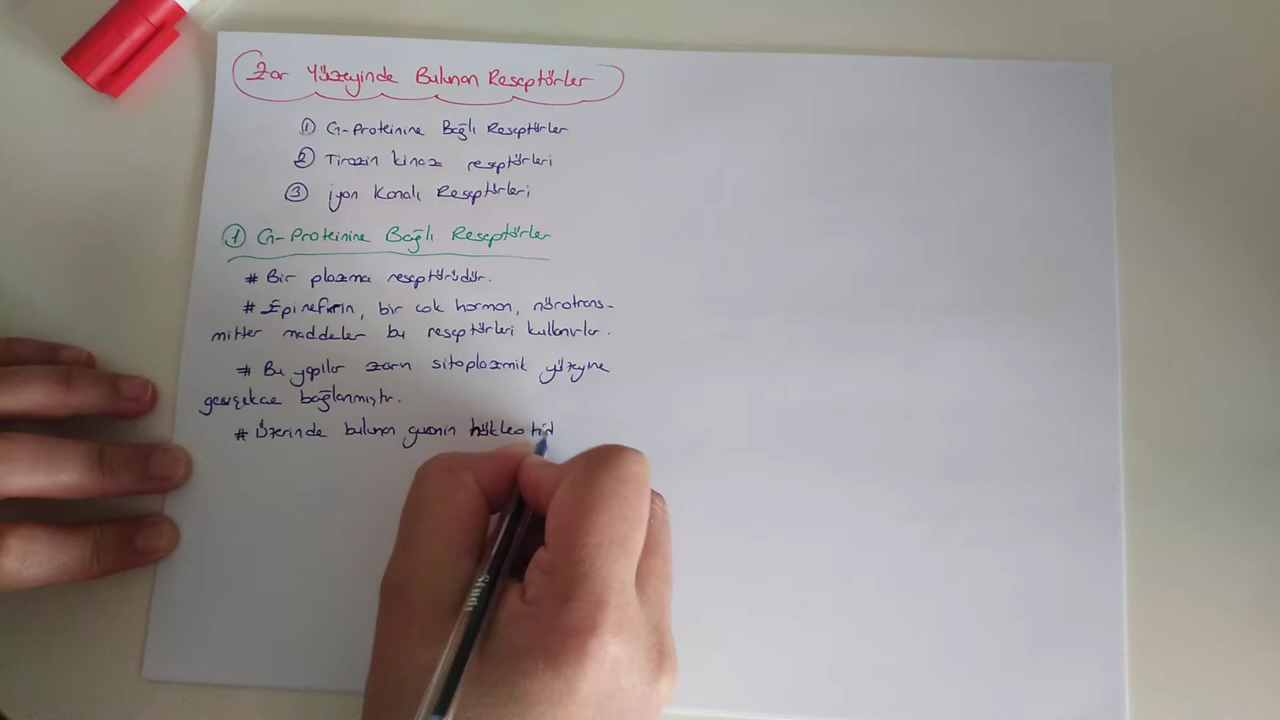 Zar Yüzeyinde Bulunan Reseptörler
① G-Proteinine Bağlı Reseptörler
② Tirozin kinaz reseptörleri
③ iyon Kanalı Reseptörleri
① G-Proteinine Bağlı Reseptörler
# Bir plazma reseptörüdür.
# Epinefrin, bir çok hormon, nörotrans-
mitter maddeler bu reseptörleri kullanırlar.
# Bu yapılar zarın sitoplazmik yüzeyine
gevşekçe bağlanmıştır.
# Üzerinde bulunan guanin nükleotid
Studi